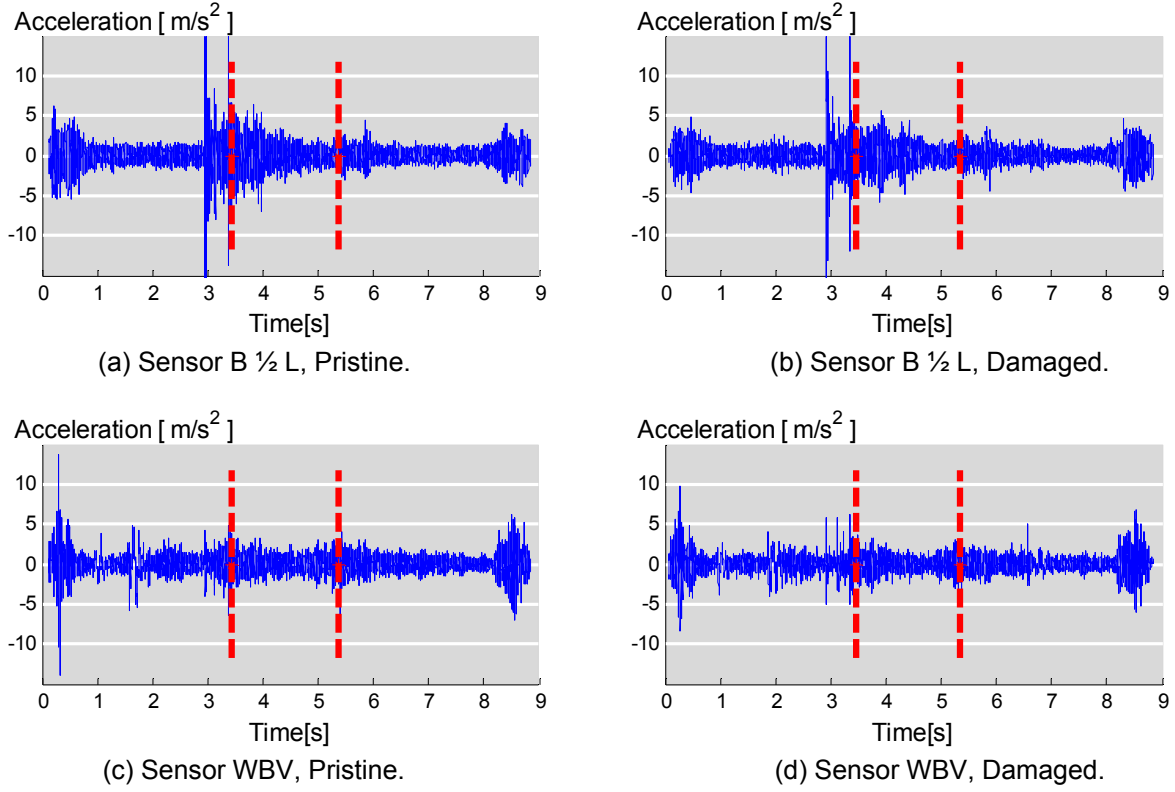 Acceleration [ m/s² ]
10
5
0
-5
-10
0 1 2 3 4 5 6 7 8 9
Time[s]
(a) Sensor B ½ L, Pristine.
Acceleration [ m/s² ]
10
5
0
-5
-10
0 1 2 3 4 5 6 7 8 9
Time[s]
(b) Sensor B ½ L, Damaged.
Acceleration [ m/s² ]
10
5
0
-5
-10
0 1 2 3 4 5 6 7 8 9
Time[s]
(c) Sensor WBV, Pristine.
Acceleration [ m/s² ]
10
5
0
-5
-10
0 1 2 3 4 5 6 7 8 9
Time[s]
(d) Sensor WBV, Damaged.